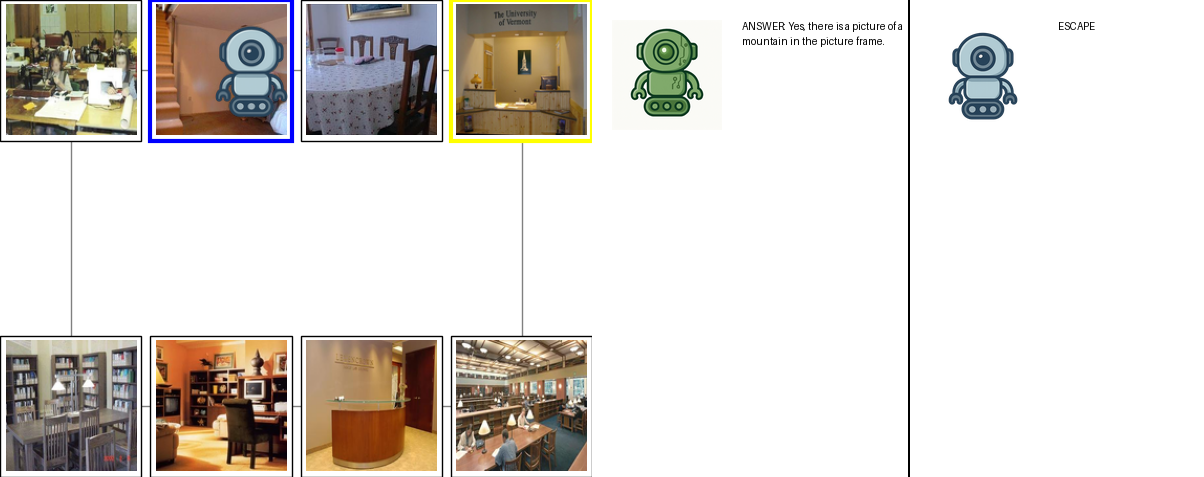 The University
of Vermont
ANSWER: Yes, there is a picture of a
mountain in the picture frame.
ESCAPE